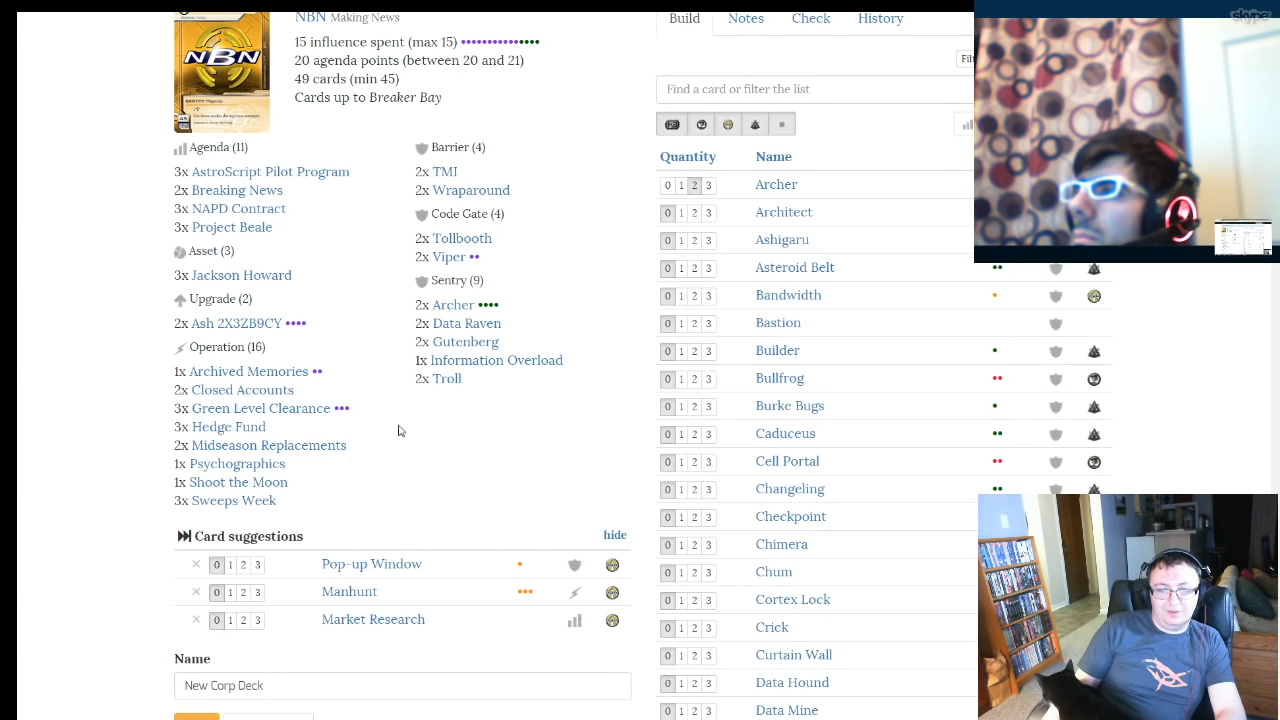 NBN Making News
15 influence spent (max 15)
20 agenda points (between 20 and 21)
49 cards (min 45)
Cards up to Breaker Bay
NBN
Agenda (11)
3x AstroScript Pilot Program
2x Breaking News
3x NAPD Contract
3x Project Beale
Asset (3)
3x Jackson Howard
Upgrade (2)
2x Ash 2X3ZB9CY
Operation (16)
1x Archived Memories
2x Closed Accounts
3x Green Level Clearance
3x Hedge Fund
2x Midseason Replacements
1x Psychographics
1x Shoot the Moon
3x Sweeps Week
Barrier (4)
2x TMI
2x Wraparound
Code Gate (4)
2x Tollbooth
2x Viper
Sentry (9)
2x Archer
2x Data Raven
2x Gutenberg
1x Information Overload
2x Troll
Card suggestions hide
× 0 1 2 3 Pop-up Window
× 0 1 2 3 Manhunt
× 0 1 2 3 Market Research
Name
New Corp Deck
Build Notes Check History
Filt
Find a card or filter the list
Quantity Name
0 1 2 3 Archer
0 1 2 3 Architect
0 1 2 3 Ashigaru
0 1 2 3 Asteroid Belt
0 1 2 3 Bandwidth
0 1 2 3 Bastion
0 1 2 3 Builder
0 1 2 3 Bullfrog
0 1 2 3 Burke Bugs
0 1 2 3 Caduceus
0 1 2 3 Cell Portal
0 1 2 3 Changeling
0 1 2 3 Checkpoint
0 1 2 3 Chimera
0 1 2 3 Chum
0 1 2 3 Cortex Lock
0 1 2 3 Crick
0 1 2 3 Curtain Wall
0 1 2 3 Data Hound
0 1 2 3 Data Mine
skype